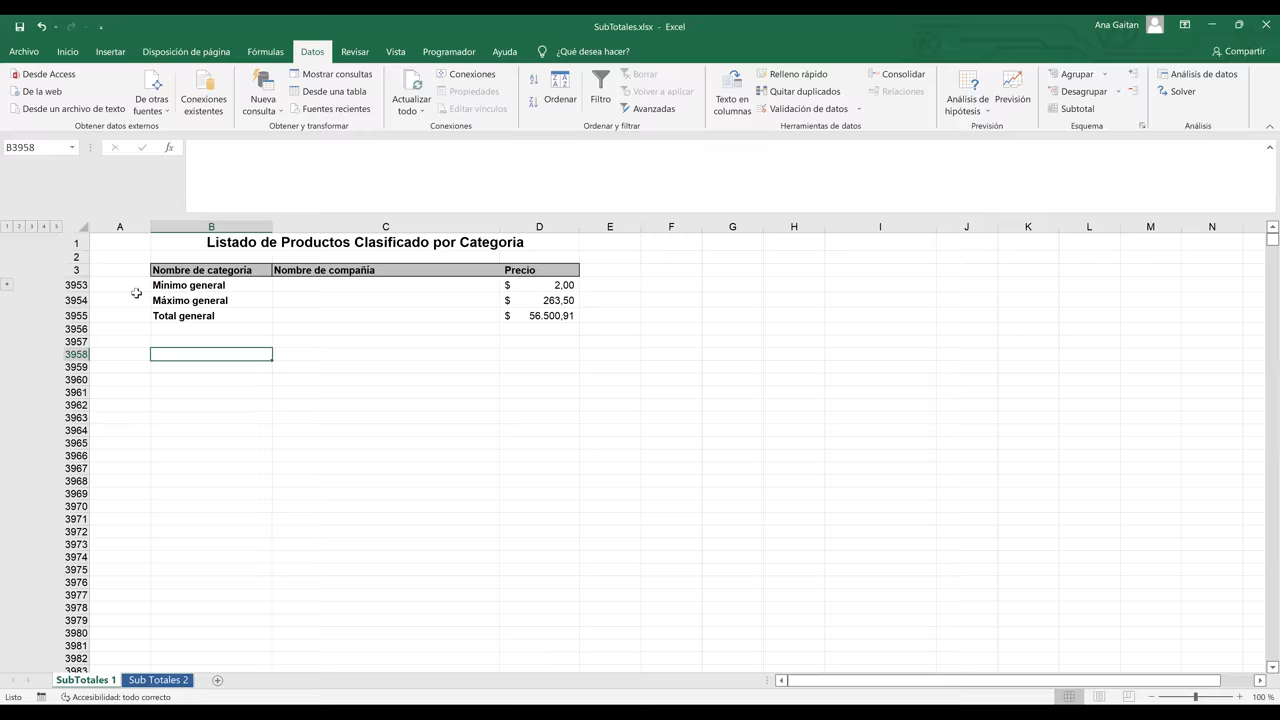 SubTotales.xlsx - Excel
Ana Gaitan
Archivo Inicio Insertar Disposición de página Fórmulas Datos Revisar Vista Programador Ayuda ¿Qué desea hacer? Compartir
Desde Access
De la web
Desde un archivo de texto
De otras fuentes
Conexiones existentes
Obtener datos externos
Nueva consulta
Mostrar consultas
Desde una tabla
Fuentes recientes
Obtener y transformar
Actualizar todo
Conexiones
Propiedades
Editar vínculos
Conexiones
Ordenar
Filtro
Borrar
Volver a aplicar
Avanzadas
Ordenar y filtrar
Texto en columnas
Relleno rápido
Quitar duplicados
Validación de datos
Consolidar
Relaciones
Herramientas de datos
Análisis de hipótesis
Previsión
Previsión
Agrupar
Desagrupar
Subtotal
Esquema
Análisis de datos
Solver
Análisis
B3958
fx
1 2 3 4 5
A B C D E F G H I J K L M N
1 Listado de Productos Clasificado por Categoria
2
3 Nombre de categoría Nombre de compañía Precio
3953 Mínimo general $ 2,00
3954 Máximo general $ 263,50
3955 Total general $ 56.500,91
3956
3957
3958
3959
3960
3961
3962
3963
3964
3965
3966
3967
3968
3969
3970
3971
3972
3973
3974
3975
3976
3977
3978
3979
3980
3981
3982
3983
SubTotales 1 Sub Totales 2
Listo Accesibilidad: todo correcto 100 %